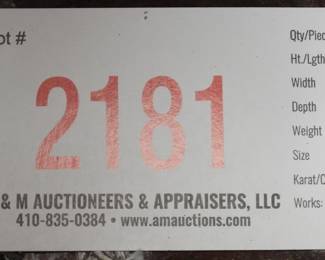 ot #
2181
& M AUCTIONEERS & APPRAISERS, LLC
410-835-0384 • www.amauctions.com
Qty/Piec
Ht./Lgth
Width
Depth
Weight
Size
Karat/C
Works: